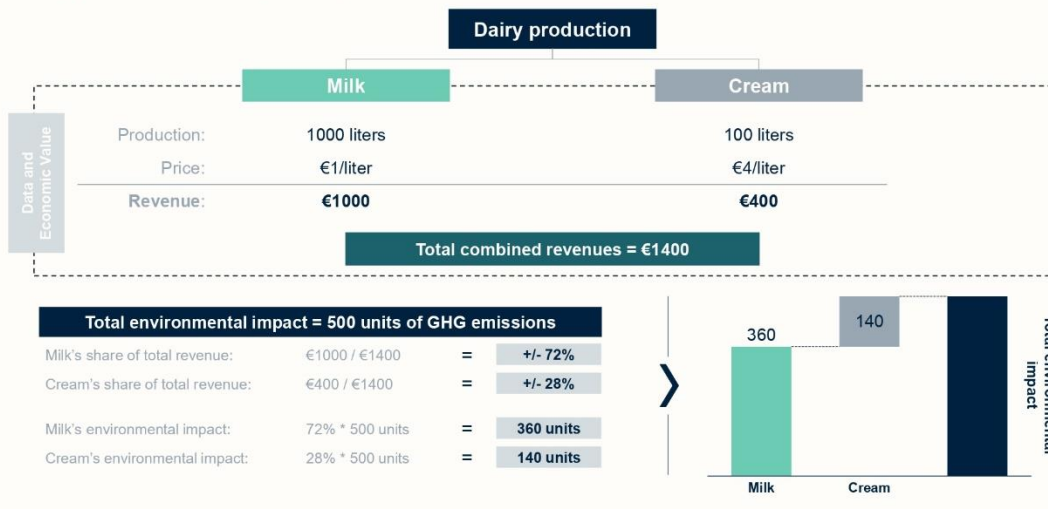 Dairy production
Milk
Cream
Data and
Economic Value
Production:
1000 liters
100 liters
Price:
€1/liter
€4/liter
Revenue:
€1000
€400
Total combined revenues = €1400
Total environmental impact = 500 units of GHG emissions
Milk's share of total revenue: €1000 / €1400 = +/- 72%
Cream's share of total revenue: €400 / €1400 = +/- 28%
Milk's environmental impact: 72% * 500 units = 360 units
Cream's environmental impact: 28% * 500 units = 140 units
360
140
Milk
Cream
impact